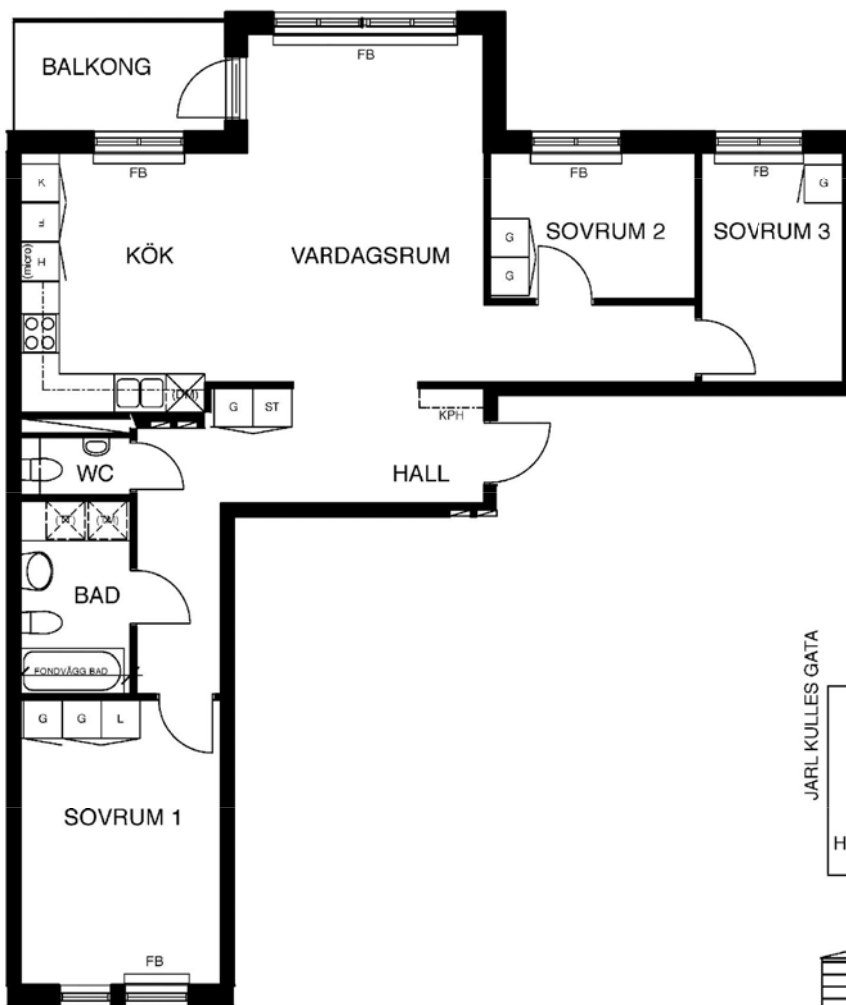 BALKONG
FB
FB
FB
FB
K
G
F
G
SOVRUM 2
SOVRUM 3
(micro)
H
KÖK
VARDAGSRUM
G
(DM)
G
ST
KPH
WC
HALL
BAD
FONDVÄGG BAD
JARL KULLES GATA
G
G
L
SOVRUM 1
H
FB